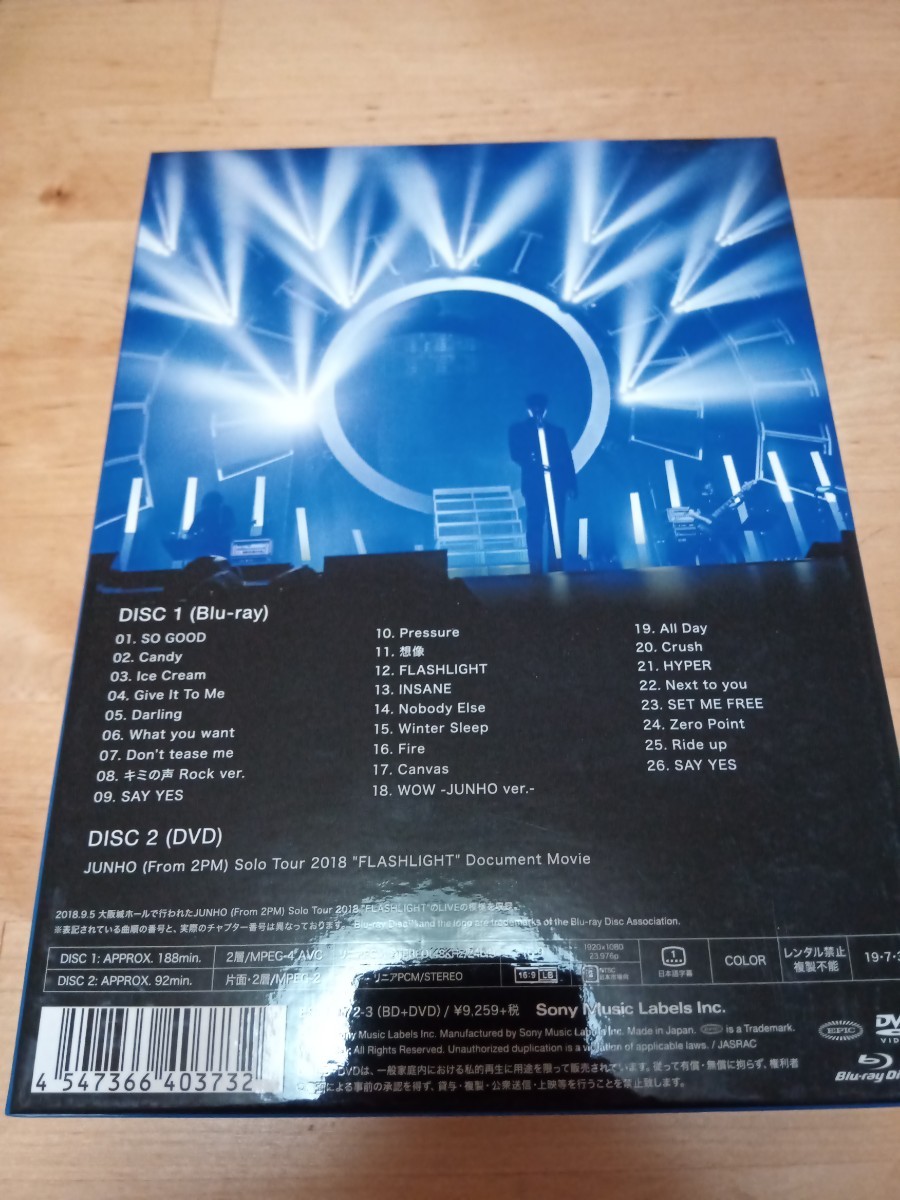 DISC 1 (Blu-ray)
01. SO GOOD
02. Candy
03. Ice Cream
04. Give It To Me
05. Darling
06. What you want
07. Don't tease me
08. キミの声 Rock ver.
09. SAY YES
10. Pressure
11. 想像
12. FLASHLIGHT
13. INSANE
14. Nobody Else
15. Winter Sleep
16. Fire
17. Canvas
18. WOW -JUNHO ver.-
19. All Day
20. Crush
21. HYPER
22. Next to you
23. SET ME FREE
24. Zero Point
25. Ride up
26. SAY YES
DISC 2 (DVD)
JUNHO (From 2PM) Solo Tour 2018 "FLASHLIGHT" Document Movie
2018.9.5 大阪城ホールで行われたJUNHO (From 2PM) Solo Tour 2018 "FLASHLIGHT"のLIVEの模様を収録
※表記されている曲順の番号と、実際のチャプター番号は異なっております。 Blu-ray Disc and the logo are trademarks of the Blu-ray Disc Association.
DISC 1: APPROX. 188min. 2層/MPEG-4 AVC 1920×1080 23.976p 日本語字幕 COLOR レンタル禁止 複製不能 19・7・
DISC 2: APPROX. 92min. 片面・2層/MPEG-2 リニアPCM/STEREO 16:9 LB NTSC
2-3 (BD+DVD) / ¥9,259+税 Sony Music Labels Inc.
Music Labels Inc. Manufactured by Sony Music Labels Inc. Made in Japan. EPIC is a Trademark.
All Rights Reserved. Unauthorized duplication is a violation of applicable laws. / JASRAC
DVDは、一般家庭内における私的再生に用途を限って販売されています。従って有償・無償に拘らず、権利者
による事前の承認を得ず、貸与・複製・公衆送信・上映等を行うことを禁止致します。
4 547366 403732
EPIC
Blu-ray